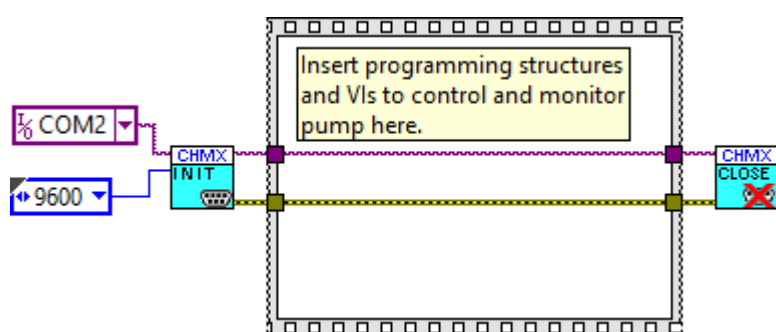 Insert programming structures
and VIs to control and monitor
pump here.
I/O COM2
CHMX
INIT
9600
CHMX
CLOSE